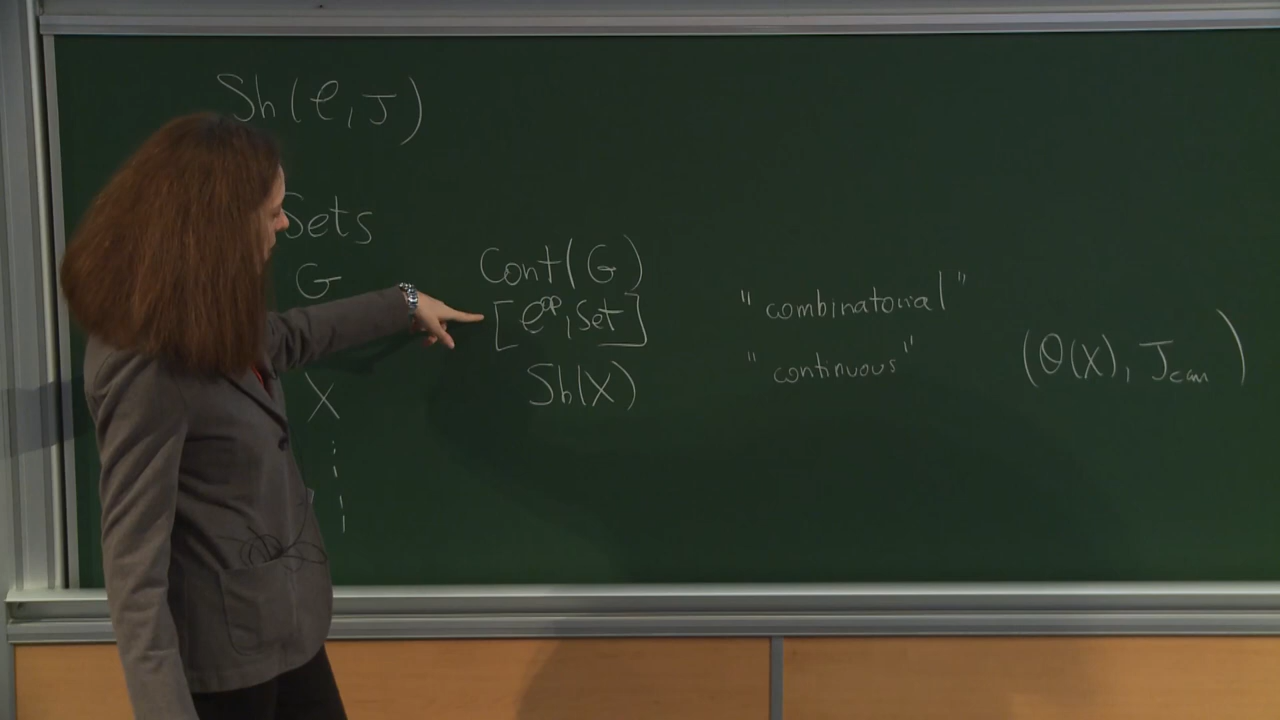 Sh(C, J)
Sets
G Cont(G)
[C^op, Set] "combinatorial"
X Sh(X) "continuous" (O(X), J_can)